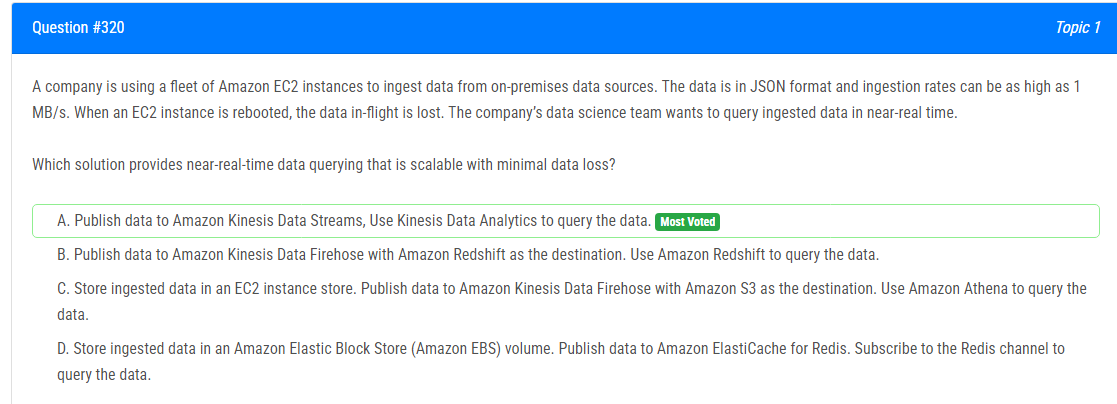 Question #320
Topic 1
A company is using a fleet of Amazon EC2 instances to ingest data from on-premises data sources. The data is in JSON format and ingestion rates can be as high as 1
MB/s. When an EC2 instance is rebooted, the data in-flight is lost. The company’s data science team wants to query ingested data in near-real time.
Which solution provides near-real-time data querying that is scalable with minimal data loss?
A. Publish data to Amazon Kinesis Data Streams, Use Kinesis Data Analytics to query the data. Most Voted
B. Publish data to Amazon Kinesis Data Firehose with Amazon Redshift as the destination. Use Amazon Redshift to query the data.
C. Store ingested data in an EC2 instance store. Publish data to Amazon Kinesis Data Firehose with Amazon S3 as the destination. Use Amazon Athena to query the
data.
D. Store ingested data in an Amazon Elastic Block Store (Amazon EBS) volume. Publish data to Amazon ElastiCache for Redis. Subscribe to the Redis channel to
query the data.